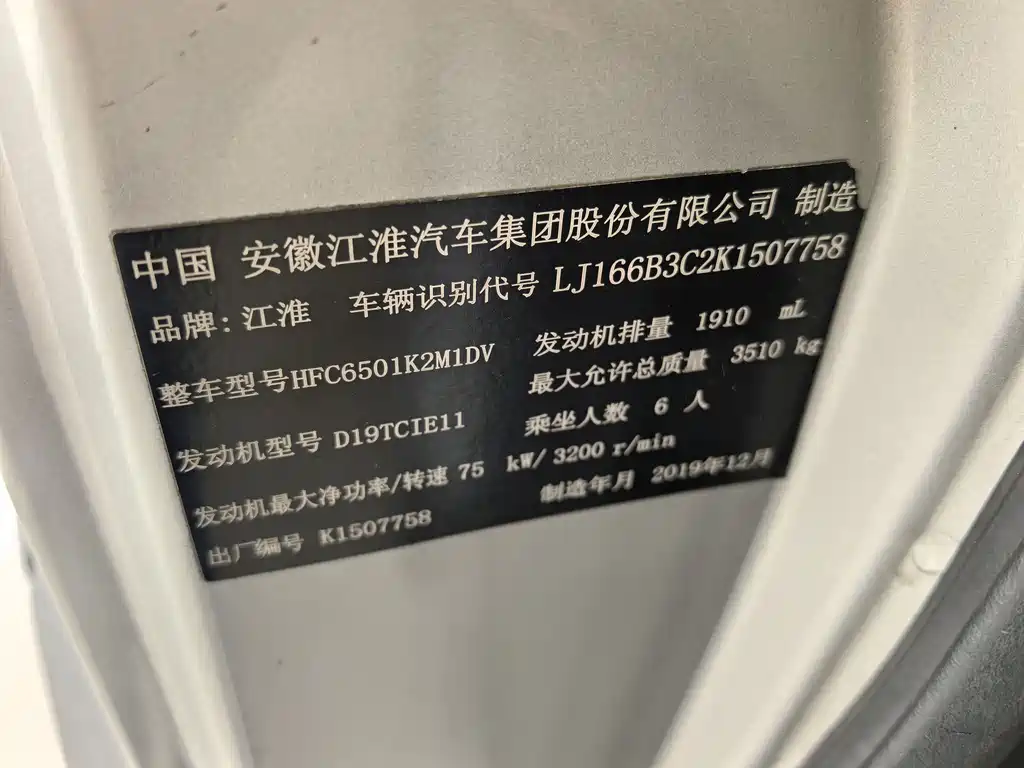 中国 安徽江淮汽车集团股份有限公司 制造
品牌：江淮 车辆识别代号 LJ166B3C2K1507758
整车型号HFC6501K2M1DV 发动机排量 1910 mL
最大允许总质量 3510 kg
发动机型号 D19TCIE11 乘坐人数 6 人
发动机最大净功率/转速 75 kW/ 3200 r/min
出厂编号 K1507758 制造年月 2019年12月